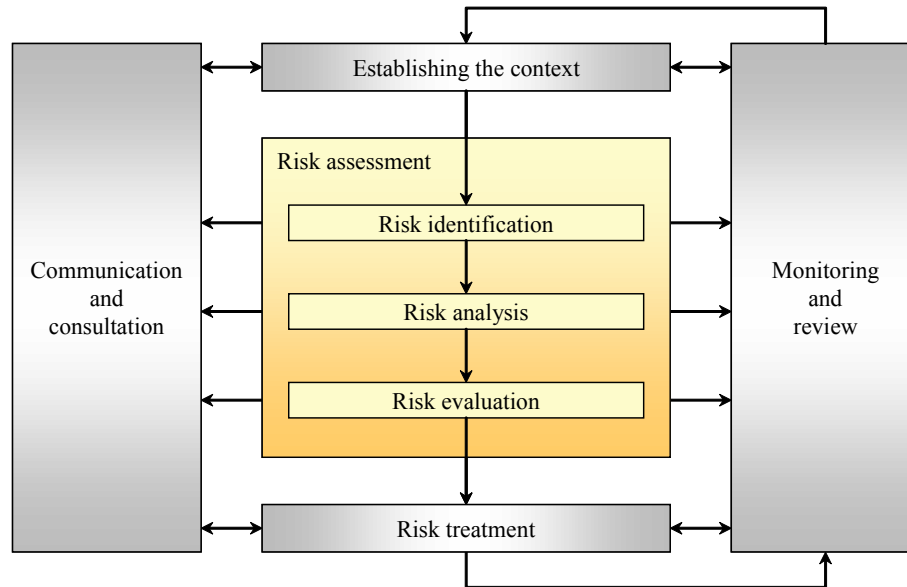 Establishing the context
Risk assessment
Risk identification
Communication
and
consultation
Risk analysis
Monitoring
and
review
Risk evaluation
Risk treatment